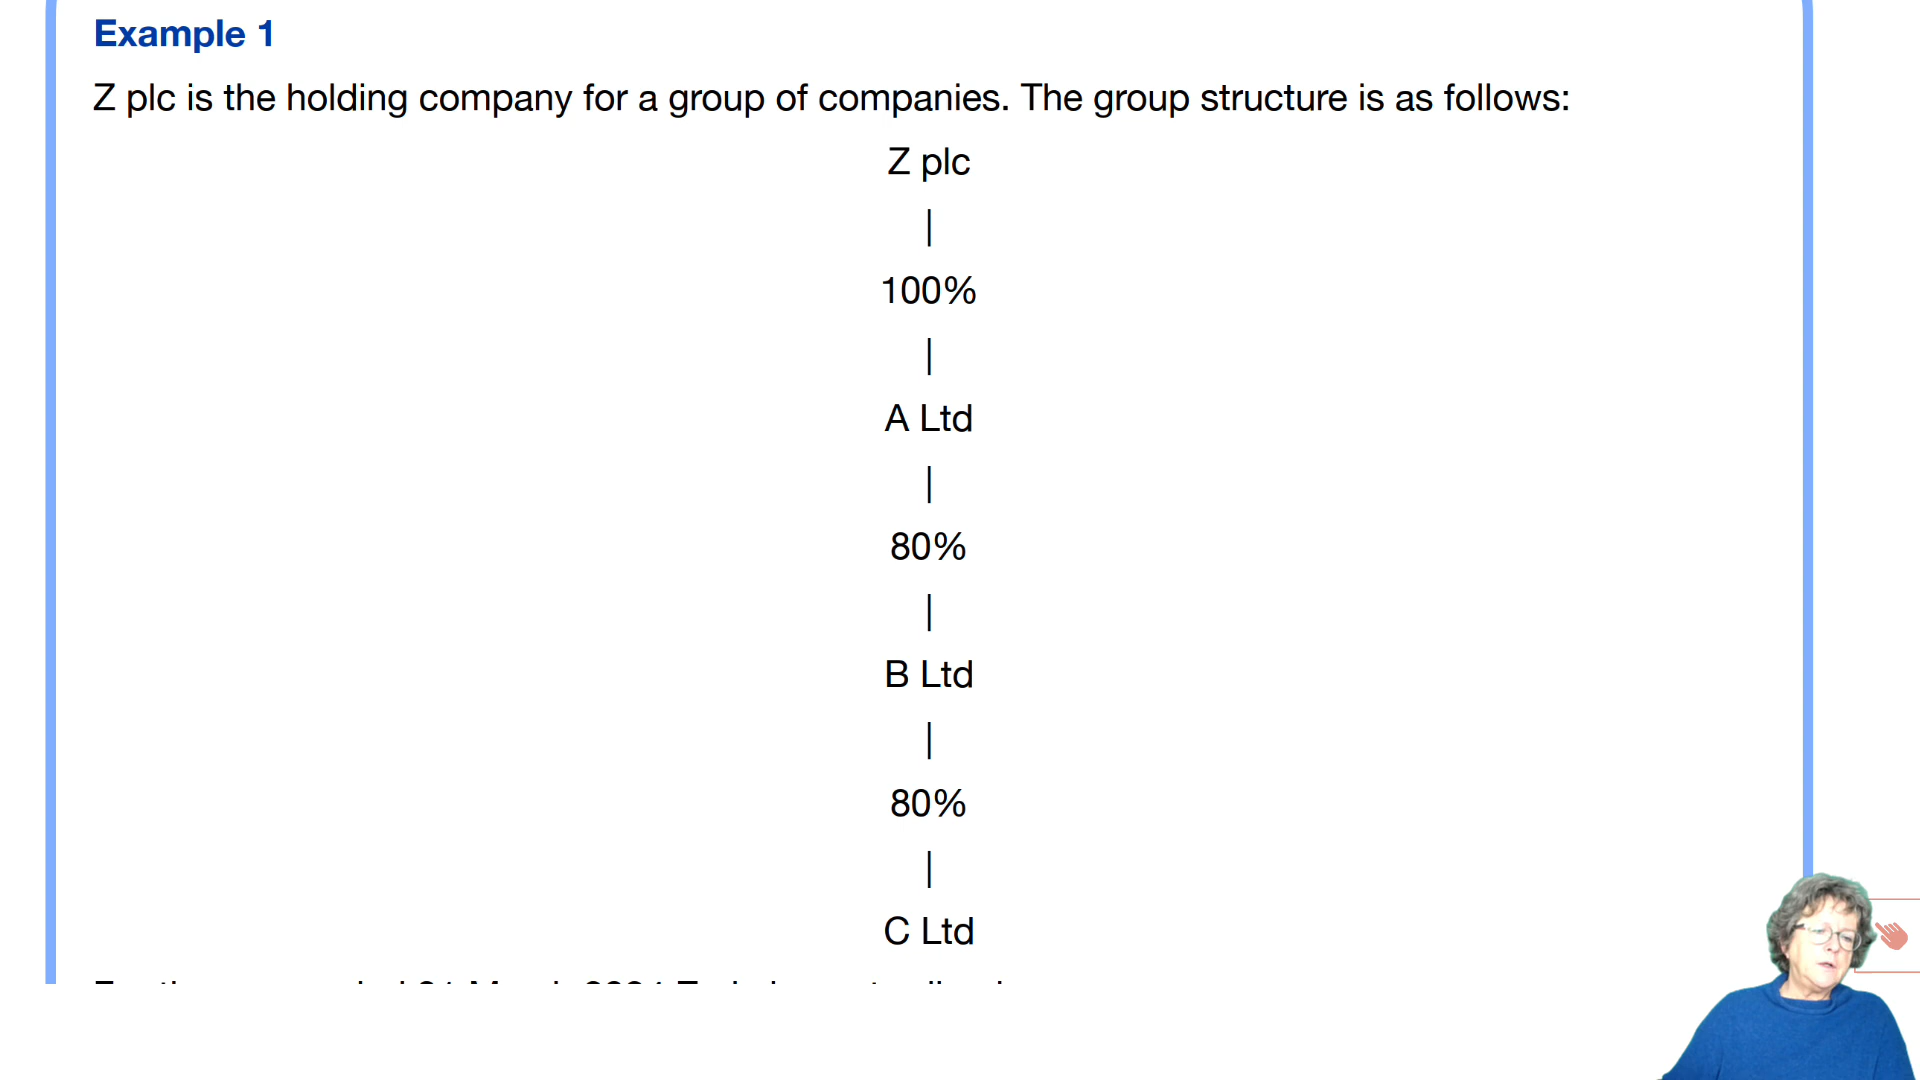 Example 1
Z plc is the holding company for a group of companies. The group structure is as follows:
Z plc
|
100%
|
A Ltd
|
80%
|
B Ltd
|
80%
|
C Ltd